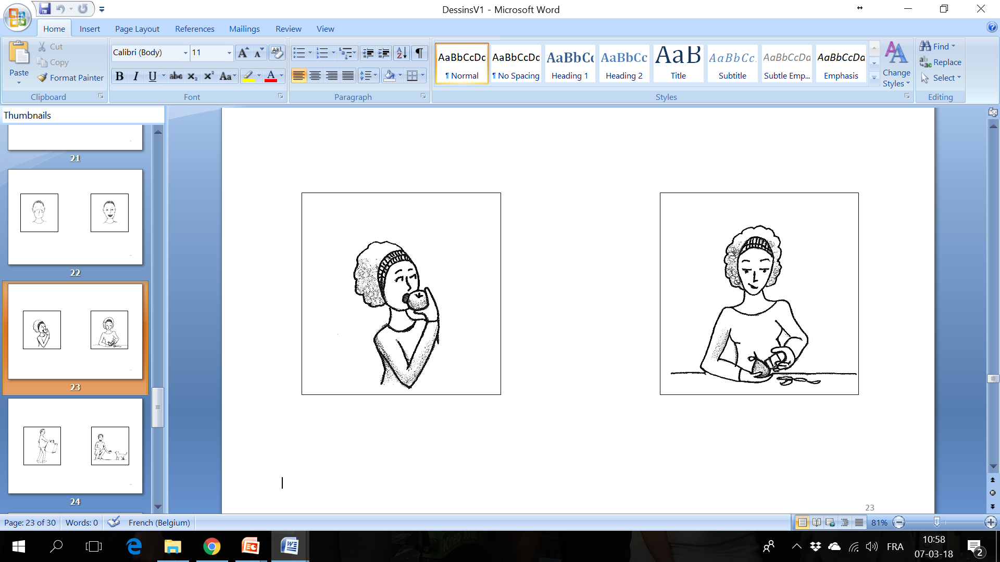 DessinsV1 - Microsoft Word
Home Insert Page Layout References Mailings Review View
Paste
Cut
Copy
Format Painter
Clipboard
Calibri (Body) 11
Font
Paragraph
AaBbCcDc AaBbCcDc AaBbCc AaBbCc AaB AaBbCc. AaBbCcDa AaBbCcDa
¶ Normal ¶ No Spacing Heading 1 Heading 2 Title Subtitle Subtle Emp... Emphasis
Change Styles
Styles
Find
Replace
Select
Editing
Thumbnails
21
22
23
24
23
Page: 23 of 30 Words: 0 French (Belgium) 81%
FRA
10:58
07-03-18
2